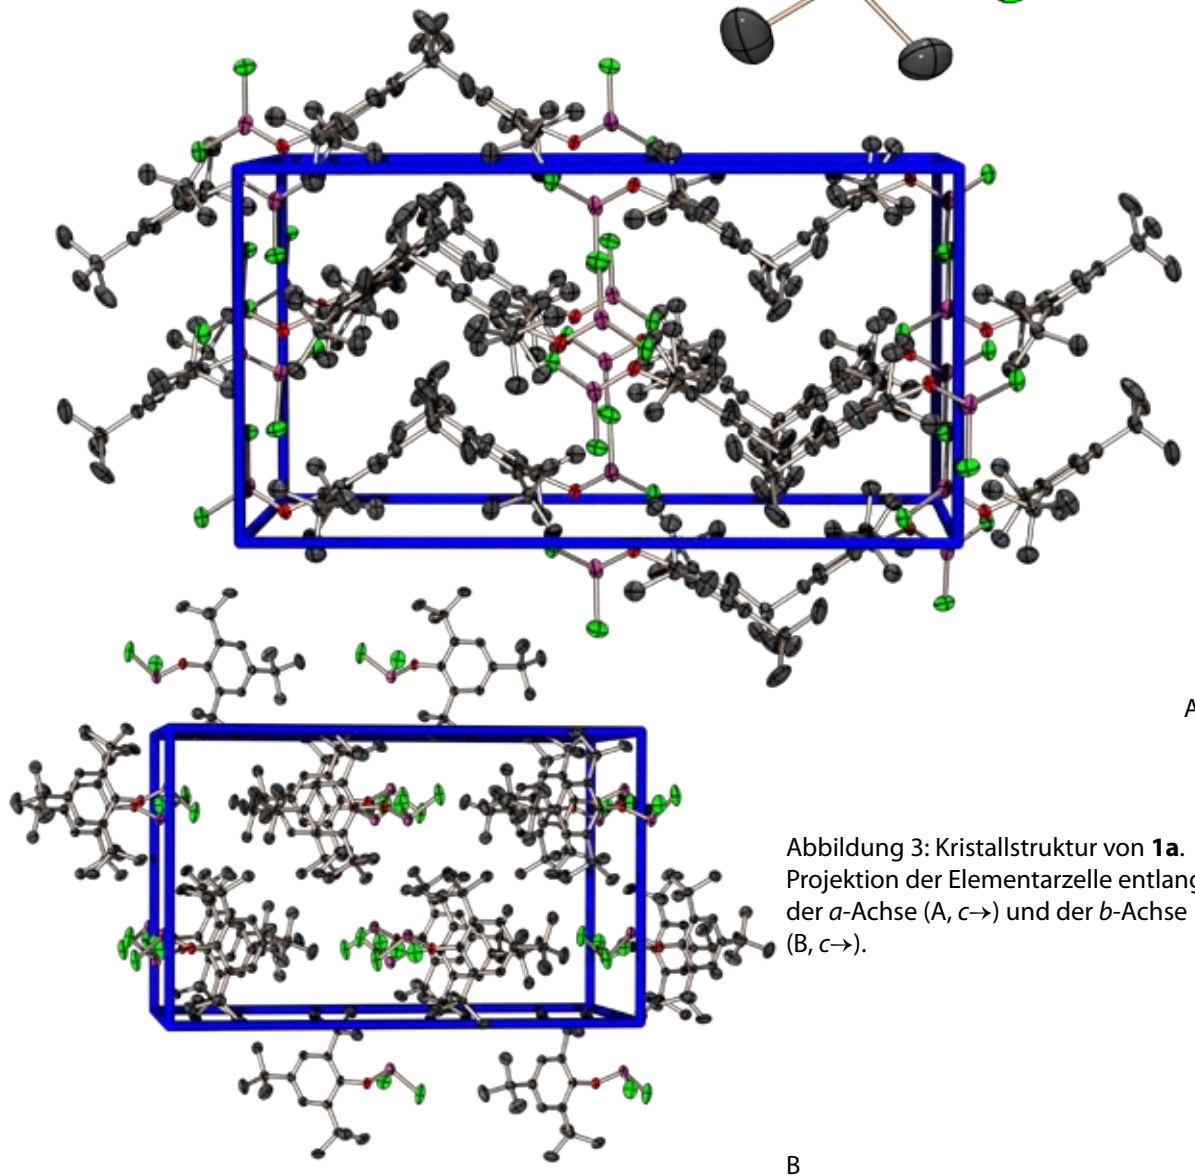 A
Abbildung 3: Kristallstruktur von 1a.
Projektion der Elementarzelle entlang
der a-Achse (A, c→) und der b-Achse
(B, c→).
B